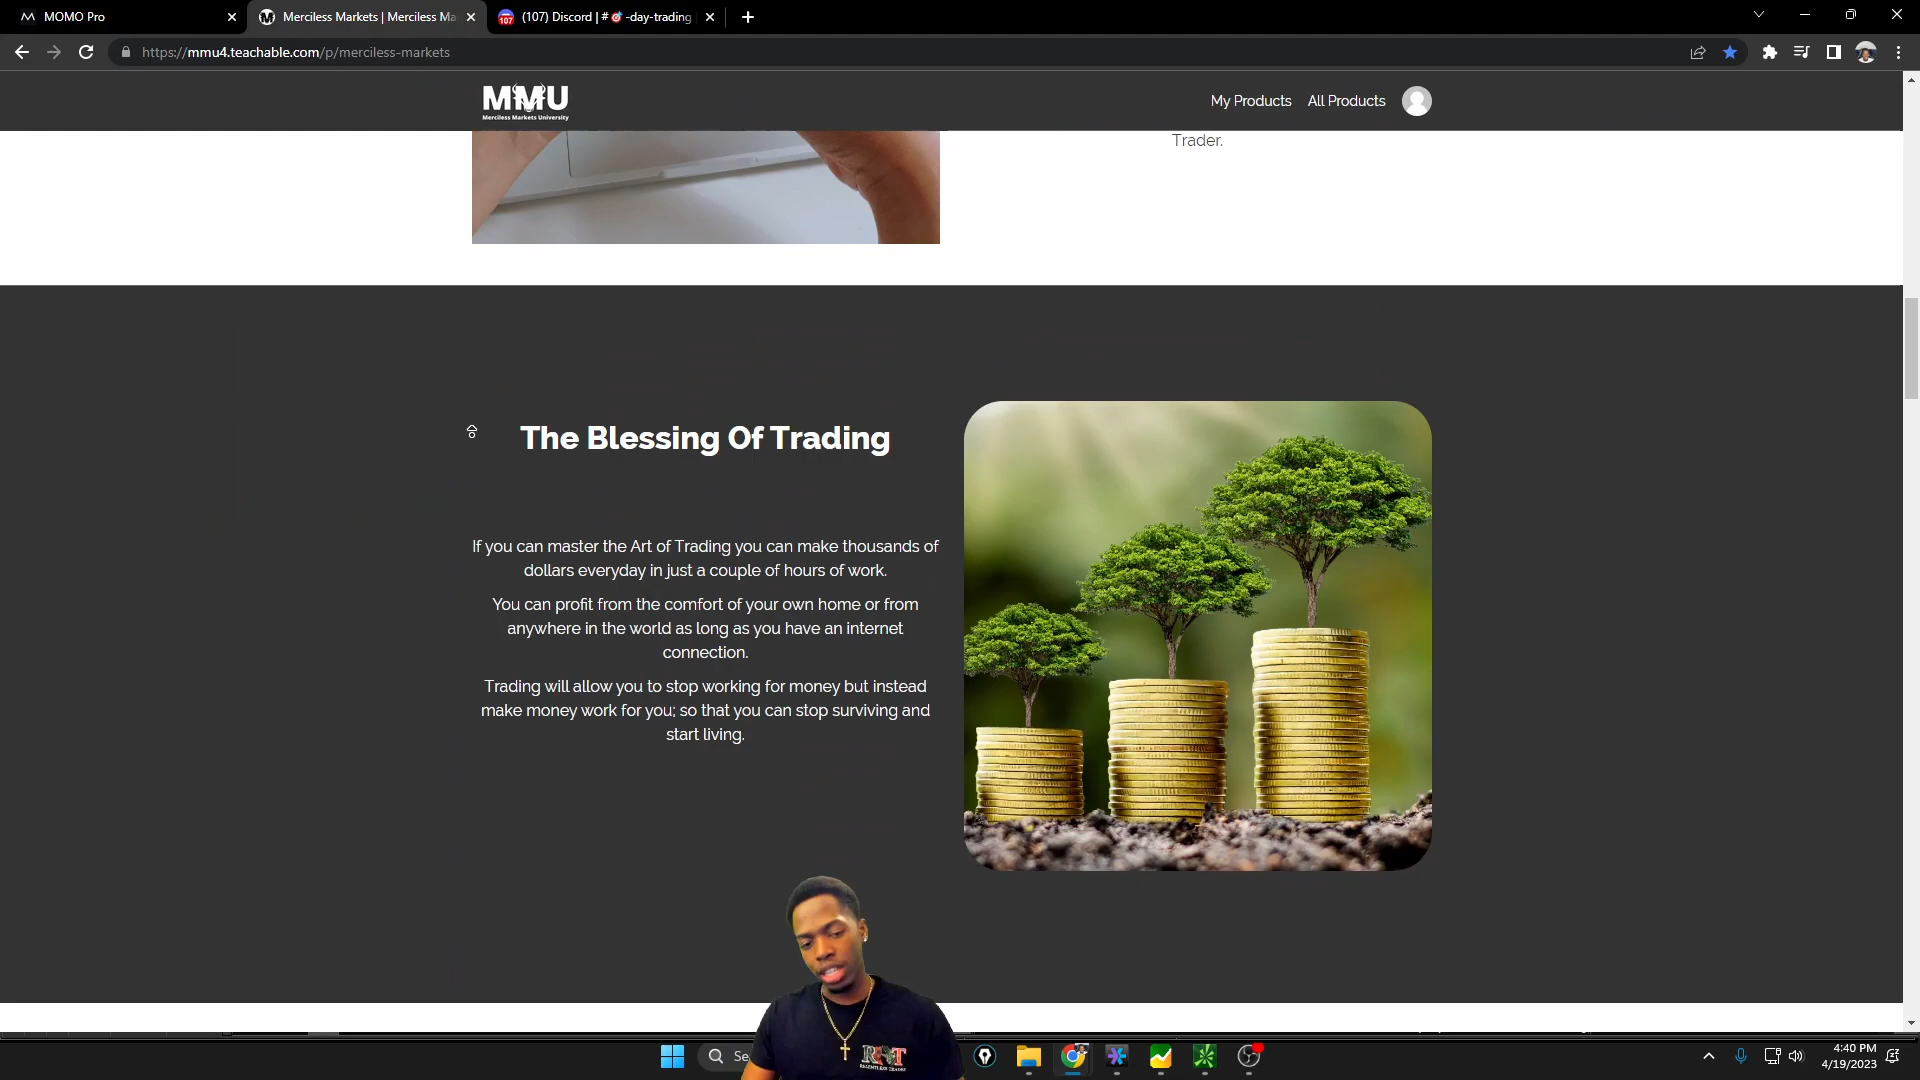 MOMO Pro
Merciless Markets | Merciless Ma
(107) Discord | #🎯-day-trading
https://mmu4.teachable.com/p/merciless-markets
MMU
Merciless Markets University
My Products
All Products
Trader.
The Blessing Of Trading
If you can master the Art of Trading you can make thousands of
dollars everyday in just a couple of hours of work.
You can profit from the comfort of your own home or from
anywhere in the world as long as you have an internet
connection.
Trading will allow you to stop working for money but instead
make money work for you; so that you can stop surviving and
start living.
RELENTLESS TRADER
Se
4:40 PM
4/19/2023